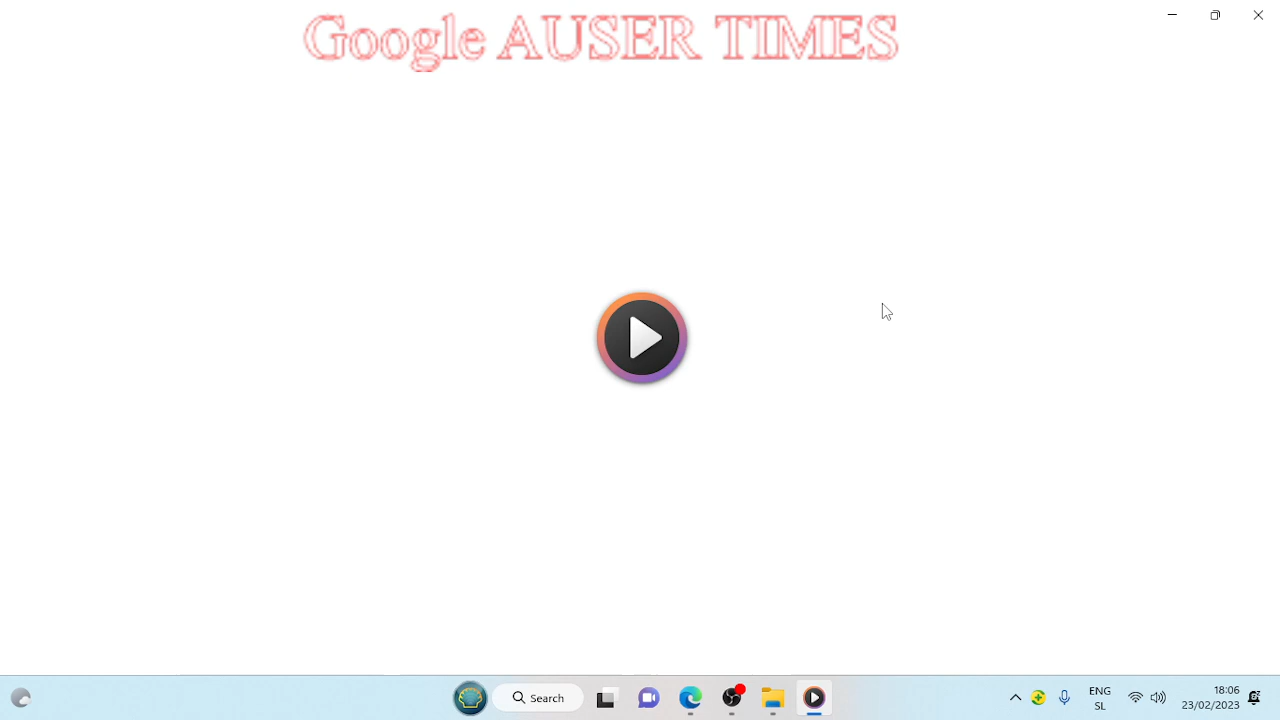 Google AUSER TIMES
Search
ENG
SL
18:06
23/02/2023